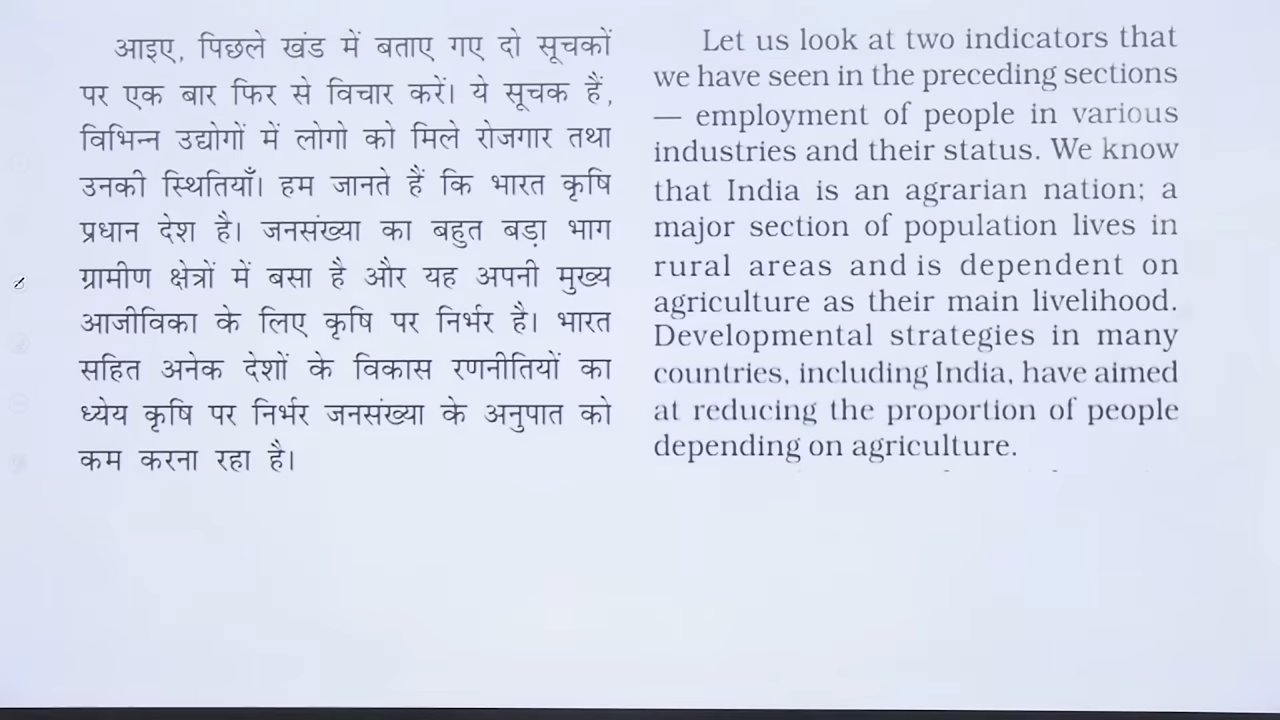 आइए, पिछले खंड में बताए गए दो सूचकों
पर एक बार फिर से विचार करें। ये सूचक हैं,
विभिन्न उद्योगों में लोगो को मिले रोजगार तथा
उनकी स्थितियाँ। हम जानते हैं कि भारत कृषि
प्रधान देश है। जनसंख्या का बहुत बड़ा भाग
ग्रामीण क्षेत्रों में बसा है और यह अपनी मुख्य
आजीविका के लिए कृषि पर निर्भर है। भारत
सहित अनेक देशों के विकास रणनीतियों का
ध्येय कृषि पर निर्भर जनसंख्या के अनुपात को
कम करना रहा है।
Let us look at two indicators that
we have seen in the preceding sections
— employment of people in various
industries and their status. We know
that India is an agrarian nation; a
major section of population lives in
rural areas and is dependent on
agriculture as their main livelihood.
Developmental strategies in many
countries, including India, have aimed
at reducing the proportion of people
depending on agriculture.